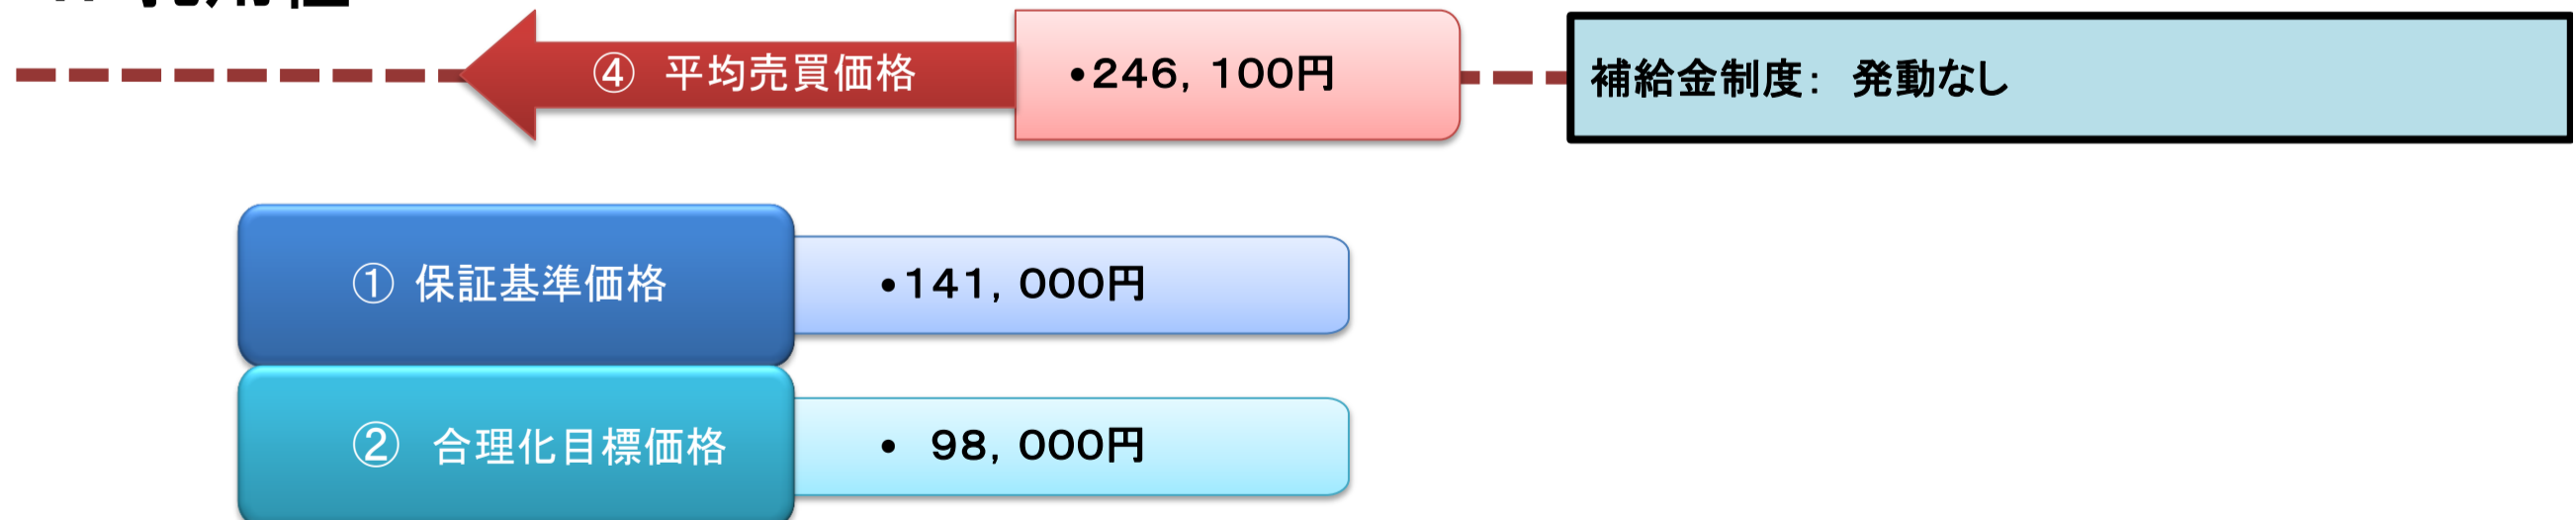 ④ 平均売買価格
•246, 100円
補給金制度: 発動なし
① 保証基準価格
•141, 000円
② 合理化目標価格
• 98, 000円